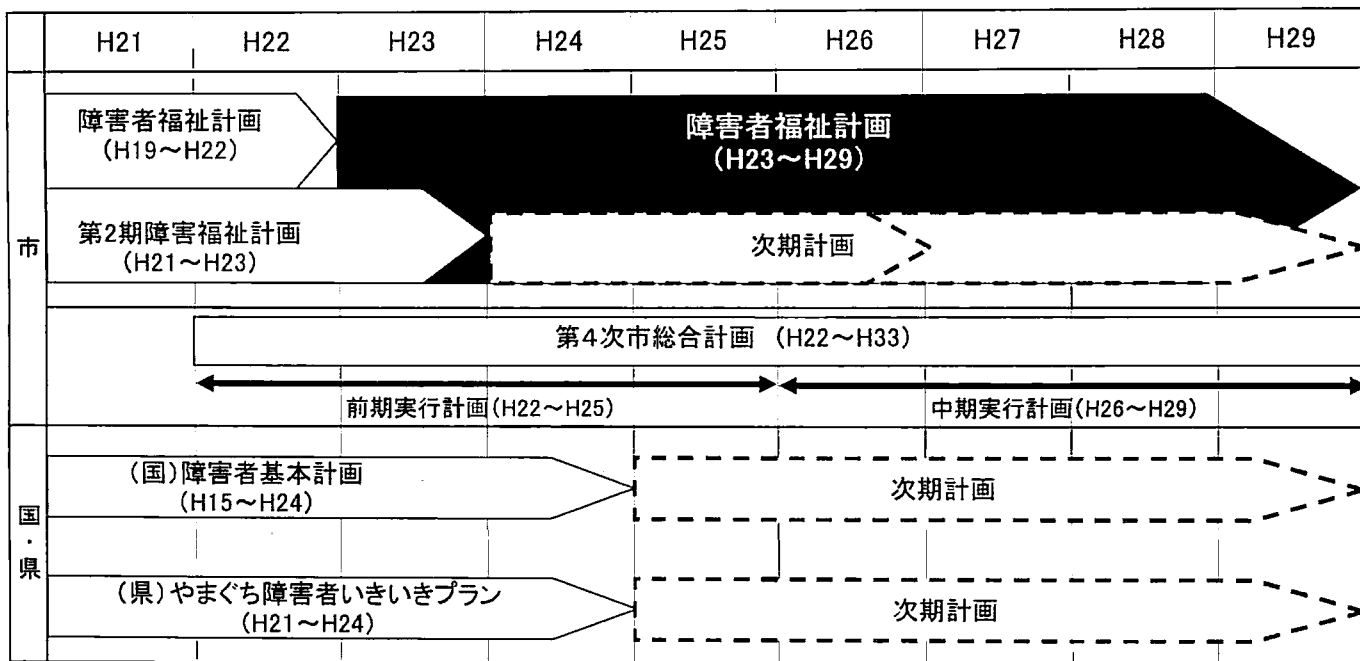 H21 H22 H23 H24 H25 H26 H27 H28 H29
市
障害者福祉計画
(H19～H22)
障害者福祉計画
(H23～H29)
第2期障害福祉計画
(H21～H23)
次期計画
第4次市総合計画 (H22～H33)
前期実行計画(H22～H25)
中期実行計画(H26～H29)
国・県
(国)障害者基本計画
(H15～H24)
次期計画
(県)やまぐち障害者いきいきプラン
(H21～H24)
次期計画